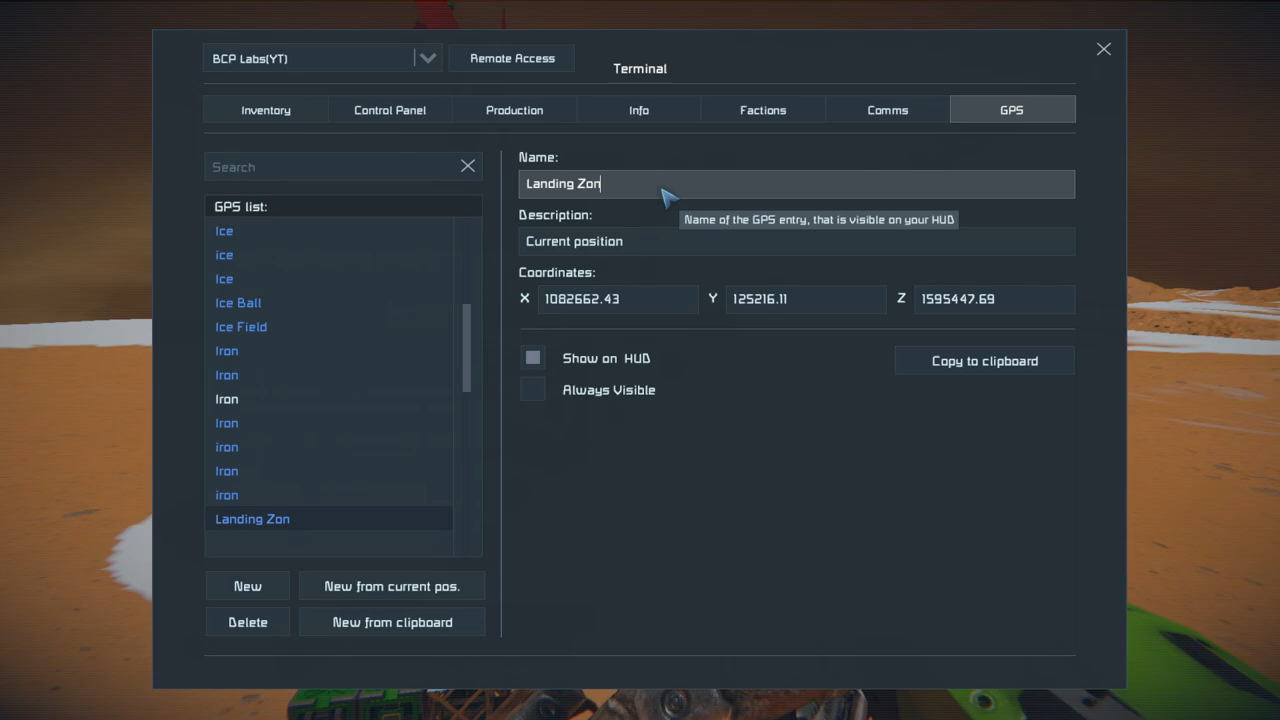 BCP Labs(YT)
Remote Access
Terminal
Inventory
Control Panel
Production
Info
Factions
Comms
GPS
Search
GPS list:
Ice
ice
Ice
Ice Ball
Ice Field
Iron
Iron
Iron
Iron
iron
Iron
iron
Landing Zon
New
New from current pos.
Delete
New from clipboard
Name:
Landing Zon
Name of the GPS entry, that is visible on your HUD
Description:
Current position
Coordinates:
X 1082662.43 Y 125216.11 Z 1595447.69
Show on HUD
Copy to clipboard
Always Visible